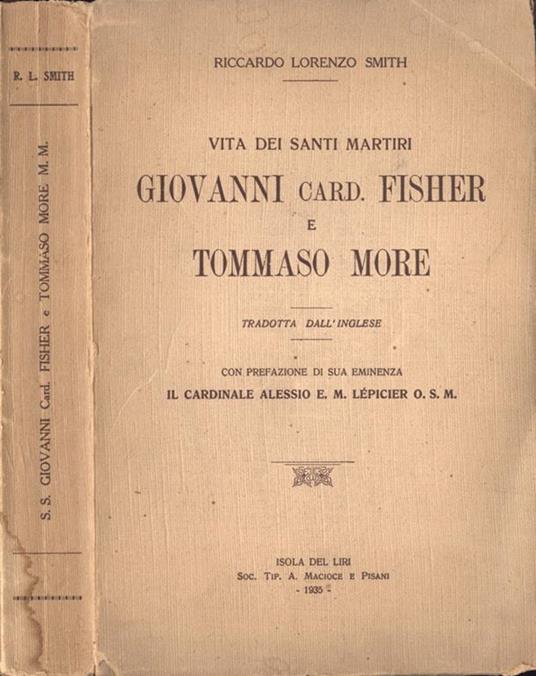 R. L. SMITH
S. S. GIOVANNI Card. FISHER e TOMMASO MORE M. M.
RICCARDO LORENZO SMITH
VITA DEI SANTI MARTIRI
GIOVANNI CARD. FISHER
E
TOMMASO MORE
TRADOTTA DALL'INGLESE
CON PREFAZIONE DI SUA EMINENZA
IL CARDINALE ALESSIO E. M. LÉPICIER O. S. M.
ISOLA DEL LIRI
SOC. TIP. A. MACIOCE E PISANI
- 1935 -